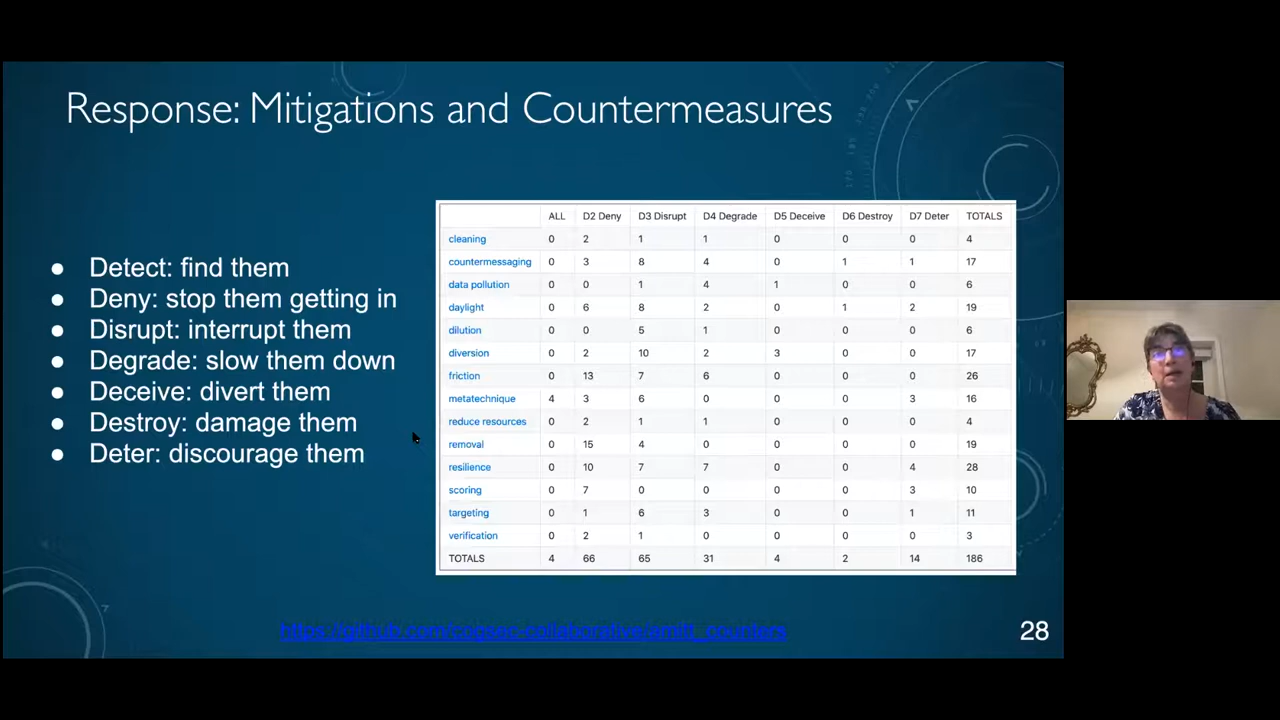 Response: Mitigations and Countermeasures
● Detect: find them
● Deny: stop them getting in
● Disrupt: interrupt them
● Degrade: slow them down
● Deceive: divert them
● Destroy: damage them
● Deter: discourage them
ALL D2 Deny D3 Disrupt D4 Degrade D5 Deceive D6 Destroy D7 Deter TOTALS
cleaning 0 2 1 1 0 0 0 4
countermessaging 0 3 8 4 0 1 1 17
data pollution 0 0 1 4 1 0 0 6
daylight 0 6 8 2 0 1 2 19
dilution 0 0 5 1 0 0 0 6
diversion 0 2 10 2 3 0 0 17
friction 0 13 7 6 0 0 0 26
metatechnique 4 3 6 0 0 0 3 16
reduce resources 0 2 1 1 0 0 0 4
removal 0 15 4 0 0 0 0 19
resilience 0 10 7 7 0 0 4 28
scoring 0 7 0 0 0 0 3 10
targeting 0 1 6 3 0 0 1 11
verification 0 2 1 0 0 0 0 3
TOTALS 4 66 65 31 4 2 14 186
https://github.com/cogsec-collaborative/amitt_counters
28